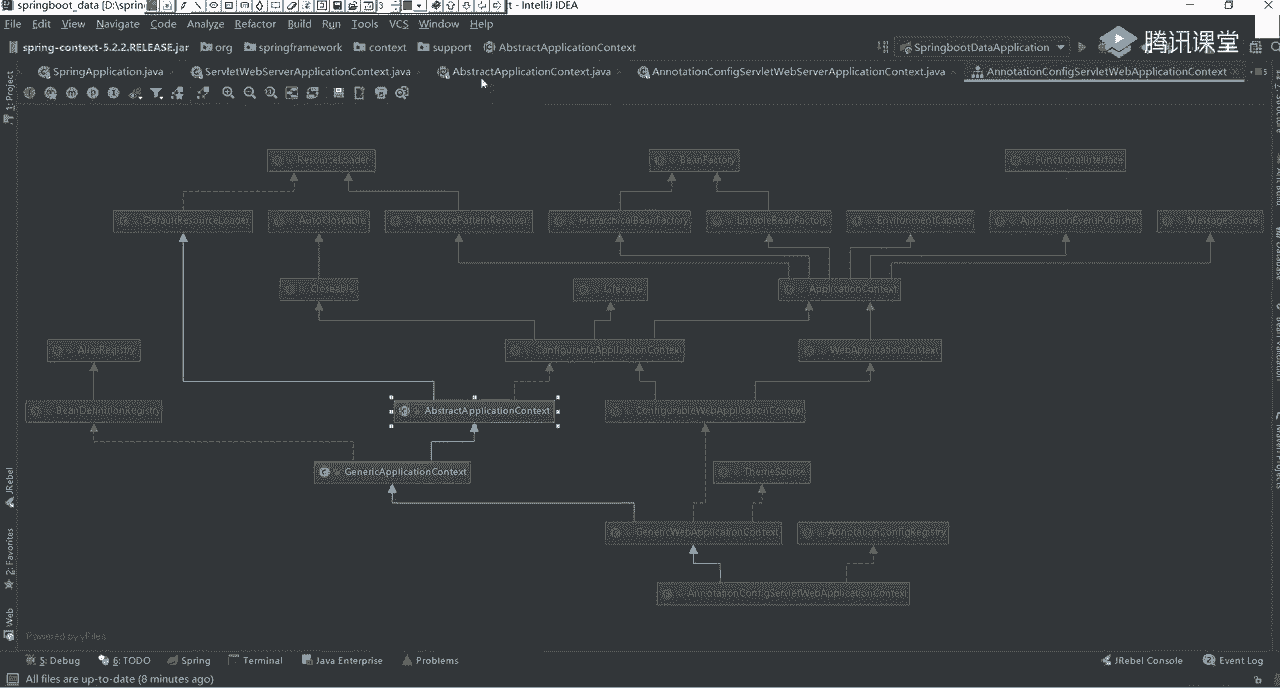 springboot_data [D:\sprin
t - IntelliJ IDEA
File Edit View Navigate Code Analyze Refactor Build Run Tools VCS Window Help
spring-context-5.2.2.RELEASE.jar org springframework context support AbstractApplicationContext
SpringbootDataApplication
腾讯课堂
SpringApplication.java ServletWebServerApplicationContext.java AbstractApplicationContext.java AnnotationConfigServletWebServerApplicationContext.java AnnotationConfigServletWebApplicationContext
1: Project
ResourceLoader BeanFactory FunctionalInterface
DefaultResourceLoader AutoCloseable ResourcePatternResolver HierarchicalBeanFactory ListableBeanFactory EnvironmentCapable ApplicationEventPublisher MessageSource
Closeable Lifecycle ApplicationContext
AliasRegistry ConfigurableApplicationContext WebApplicationContext
BeanDefinitionRegistry AbstractApplicationContext ConfigurableWebApplicationContext
GenericApplicationContext ThemeSource
GenericWebApplicationContext AnnotationConfigRegistry
AnnotationConfigServletWebApplicationContext
JRebel
2: Favorites
Web
Powered by yFiles
5: Debug 6: TODO Spring Terminal Java Enterprise Problems JRebel Console Event Log
All files are up-to-date (8 minutes ago)